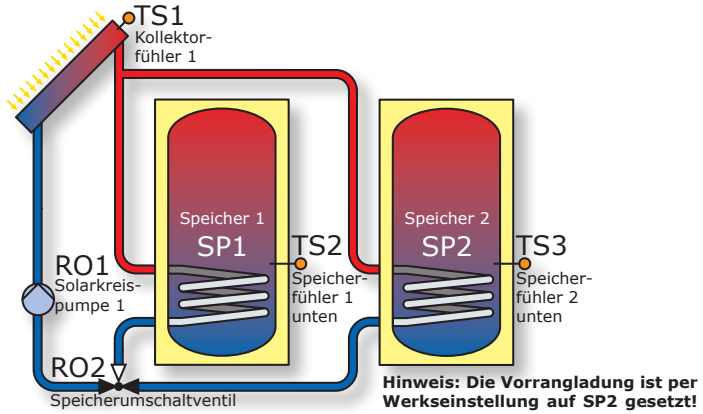 TS1
Kollektor-
fühler 1
Speicher 1
SP1
Speicher 2
SP2
TS2
Speicher-
fühler 1
unten
TS3
Speicher-
fühler 2
unten
RO1
Solarkreis-
pumpe 1
RO2
Speicherumschaltventil
Hinweis: Die Vorrangladung ist per
Werkseinstellung auf SP2 gesetzt!